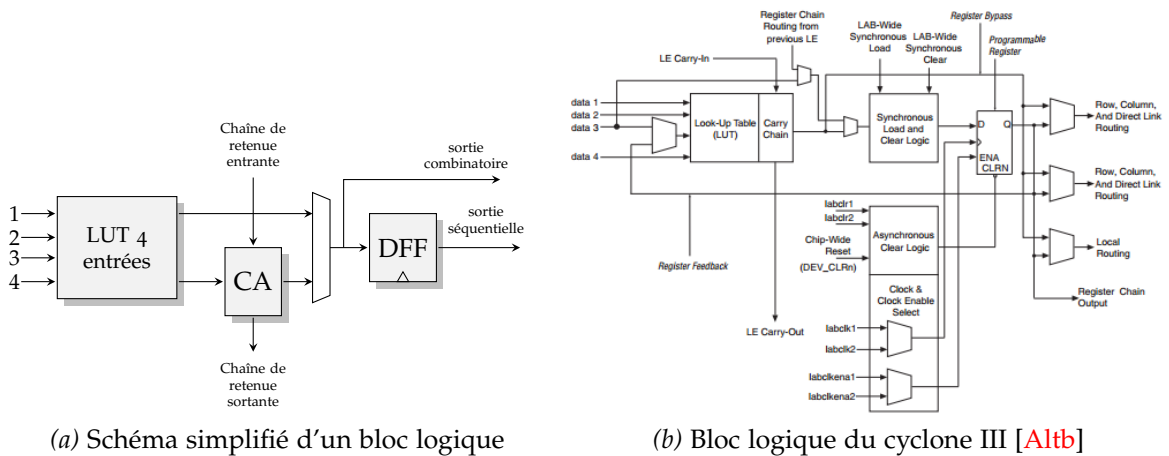 Chaîne de
retenue
entrante
sortie
combinatoire
1
2
3
4
LUT 4
entrées
CA
DFF
sortie
séquentielle
Chaîne de
retenue
sortante
(a) Schéma simplifié d'un bloc logique
Register Chain
Routing from
previous LE
LAB-Wide
Synchronous
Load
LAB-Wide
Synchronous
Clear
Register Bypass
Programmable
Register
LE Carry-In
data 1
data 2
data 3
data 4
Look-Up Table
(LUT)
Carry
Chain
Synchronous
Load and
Clear Logic
D
Q
ENA
CLRN
Row, Column,
And Direct Link
Routing
Row, Column,
And Direct Link
Routing
Local
Routing
Register Chain
Output
labclr1
labclr2
Chip-Wide
Reset
(DEV_CLRn)
Asynchronous
Clear Logic
Register Feedback
Clock &
Clock Enable
Select
LE Carry-Out
labclk1
labclk2
labclkena1
labclkena2
(b) Bloc logique du cyclone III [Altb]